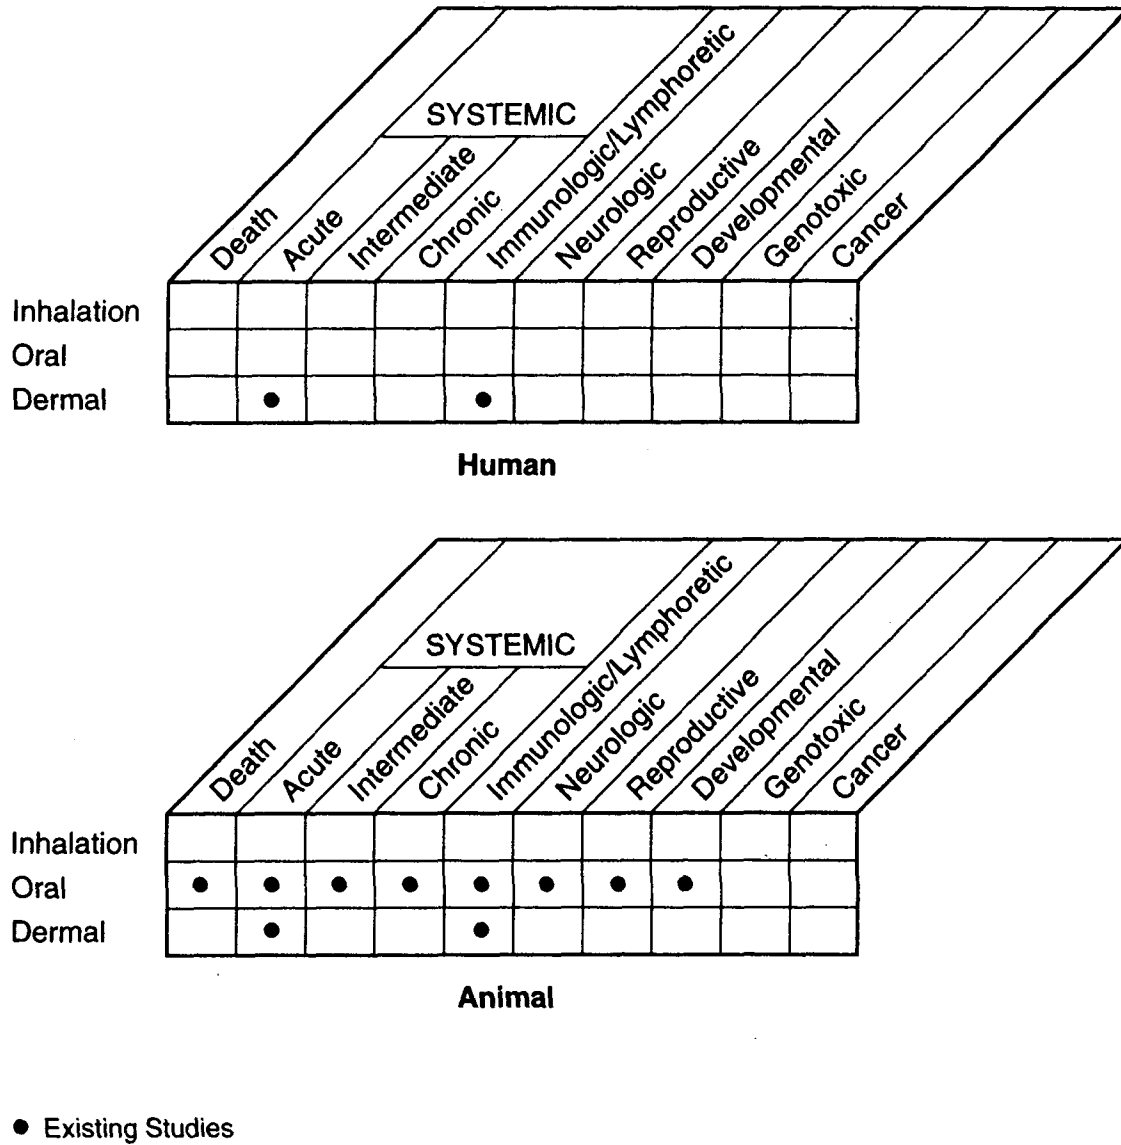 SYSTEMIC
Death
Acute
Intermediate
Chronic
Immunologic/Lymphoretic
Neurologic
Reproductive
Developmental
Genotoxic
Cancer
Inhalation
Oral
Dermal
Human
SYSTEMIC
Death
Acute
Intermediate
Chronic
Immunologic/Lymphoretic
Neurologic
Reproductive
Developmental
Genotoxic
Cancer
Inhalation
Oral
Dermal
Animal
● Existing Studies